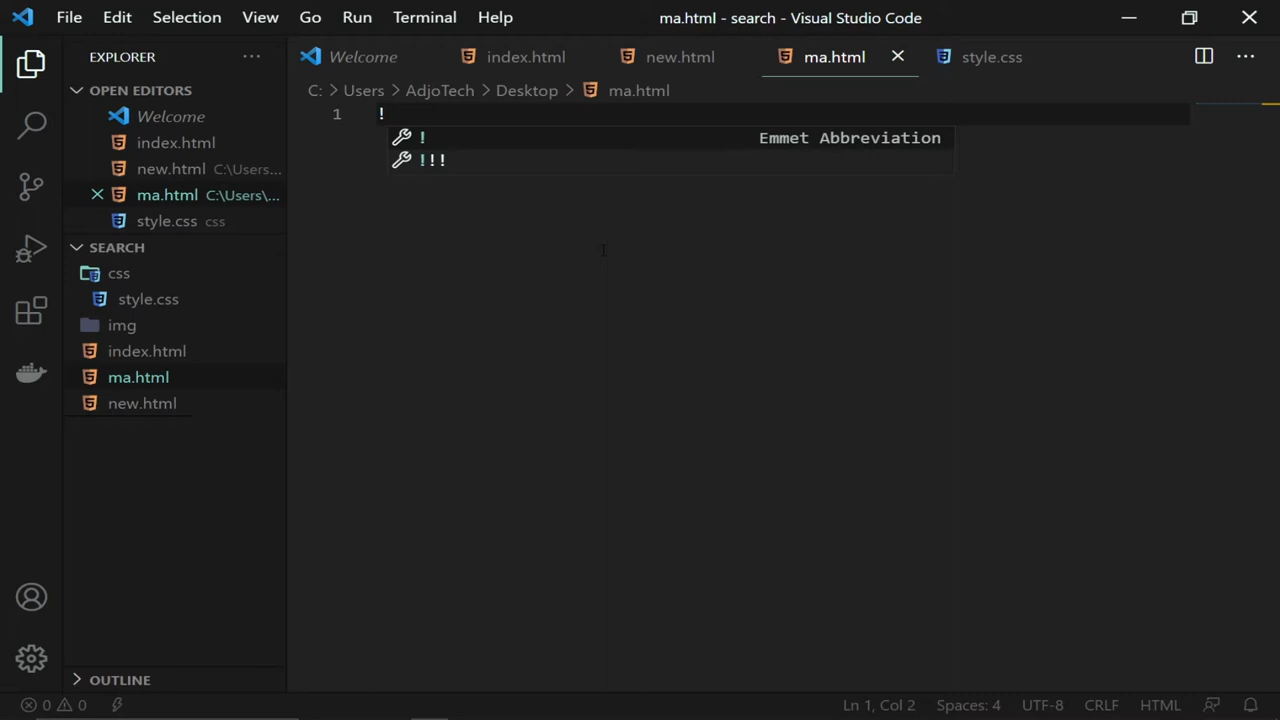 File Edit Selection View Go Run Terminal Help ma.html - search - Visual Studio Code
EXPLORER
Welcome index.html new.html ma.html style.css
OPEN EDITORS
Welcome
index.html
new.html C:\Users...
ma.html C:\Users\...
style.css css
SEARCH
css
style.css
img
index.html
ma.html
new.html
OUTLINE
C: > Users > AdjoTech > Desktop > ma.html
1 !
! Emmet Abbreviation
!!!
0 0 Ln 1, Col 2 Spaces: 4 UTF-8 CRLF HTML